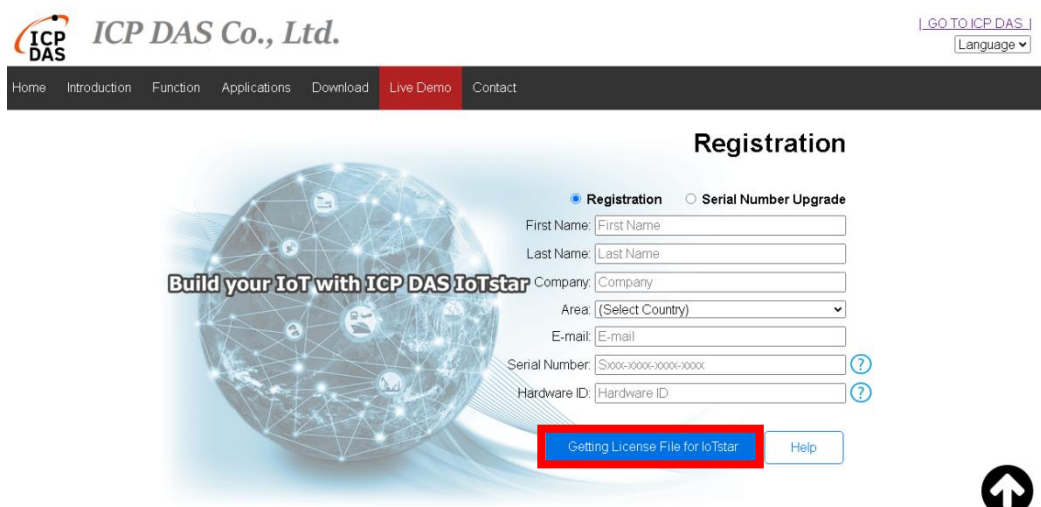 ICP
DAS
ICP DAS Co., Ltd.
| GO TO ICP DAS |
Language
Home Introduction Function Applications Download Live Demo Contact
Registration
Registration Serial Number Upgrade
First Name: First Name
Last Name: Last Name
Build your IoT with ICP DAS IoTstar
Company: Company
Area: (Select Country)
E-mail: E-mail
Serial Number: Sxxx-xxxx-xxxx-xxxx ?
Hardware ID: Hardware ID ?
Getting License File for IoTstar Help